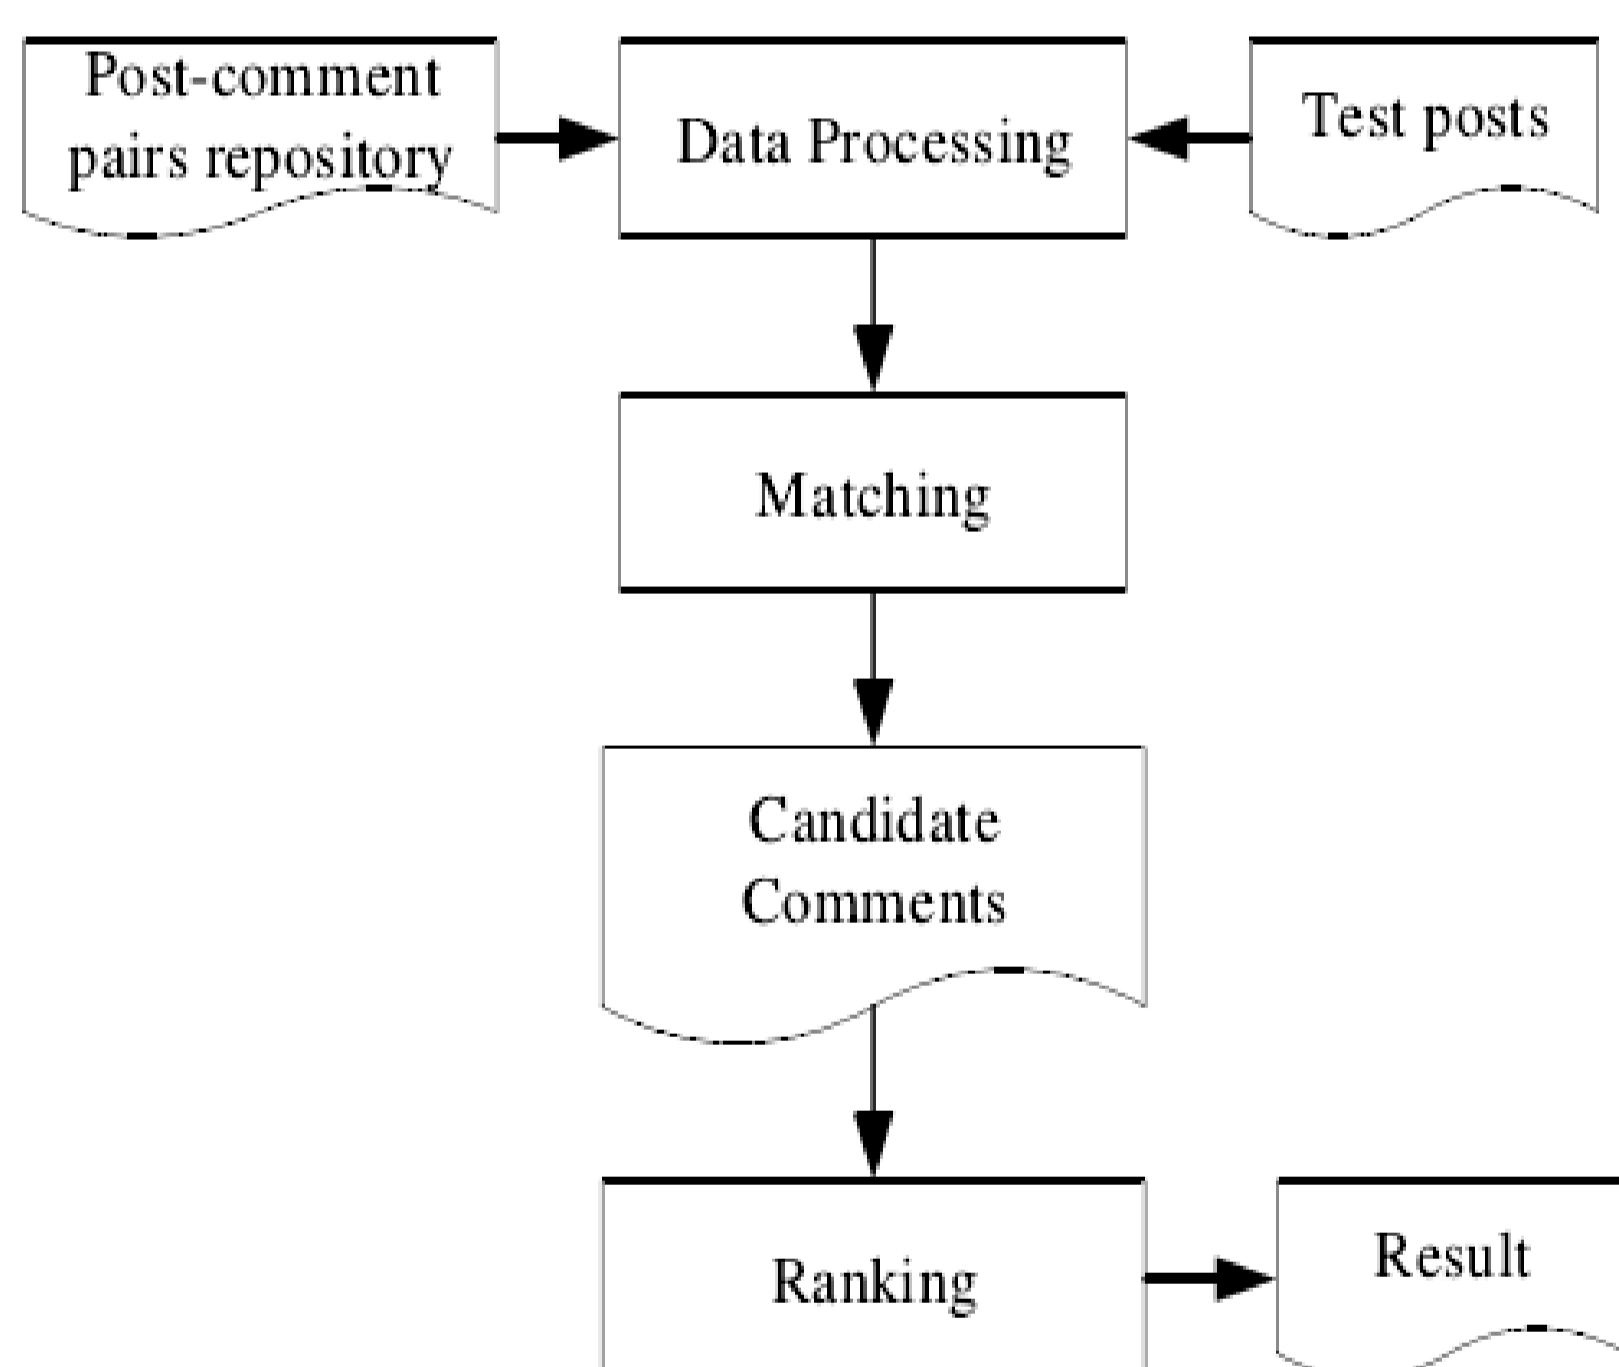 Post-comment
pairs repository
Data Processing
Test posts
Matching
Candidate
Comments
Ranking
Result